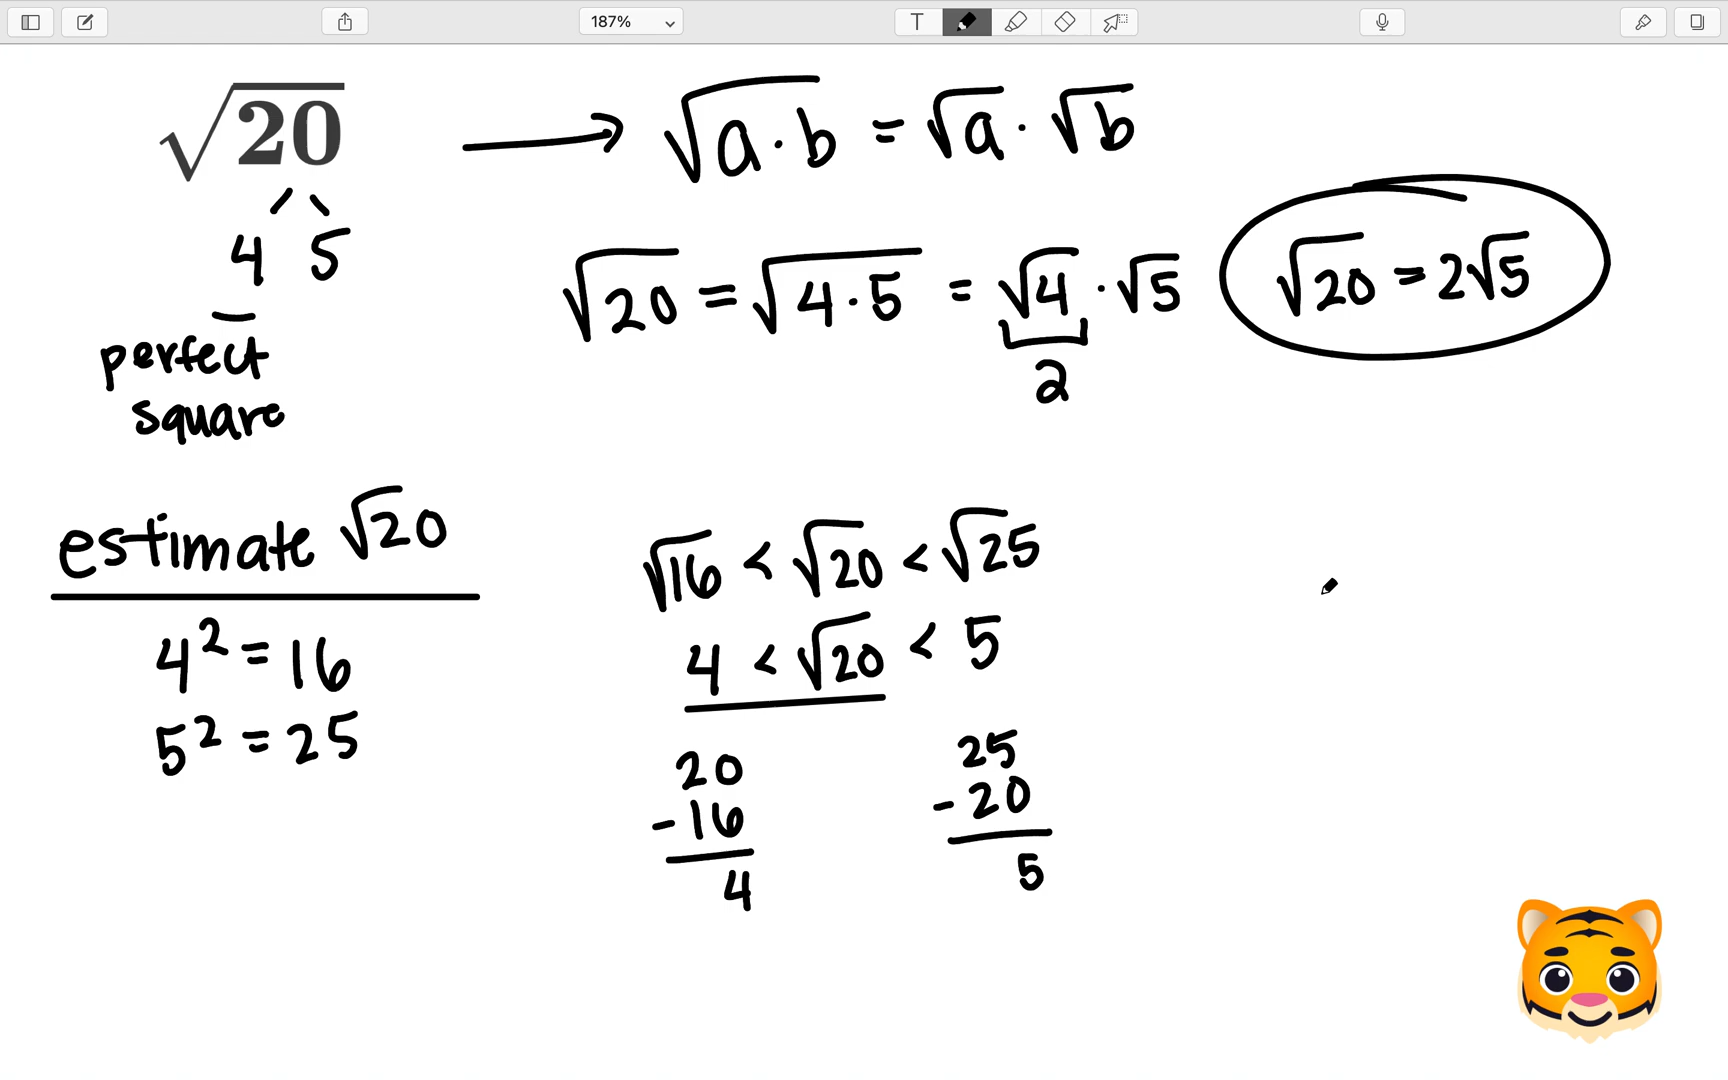 187%
T
√20 → √a·b = √a · √b
4 5
perfect
square
√20 = √4·5 = √4 · √5
2
√20 = 2√5
estimate √20
4² = 16
5² = 25
√16 < √20 < √25
4 < √20 < 5
20
-16
4
25
-20
5